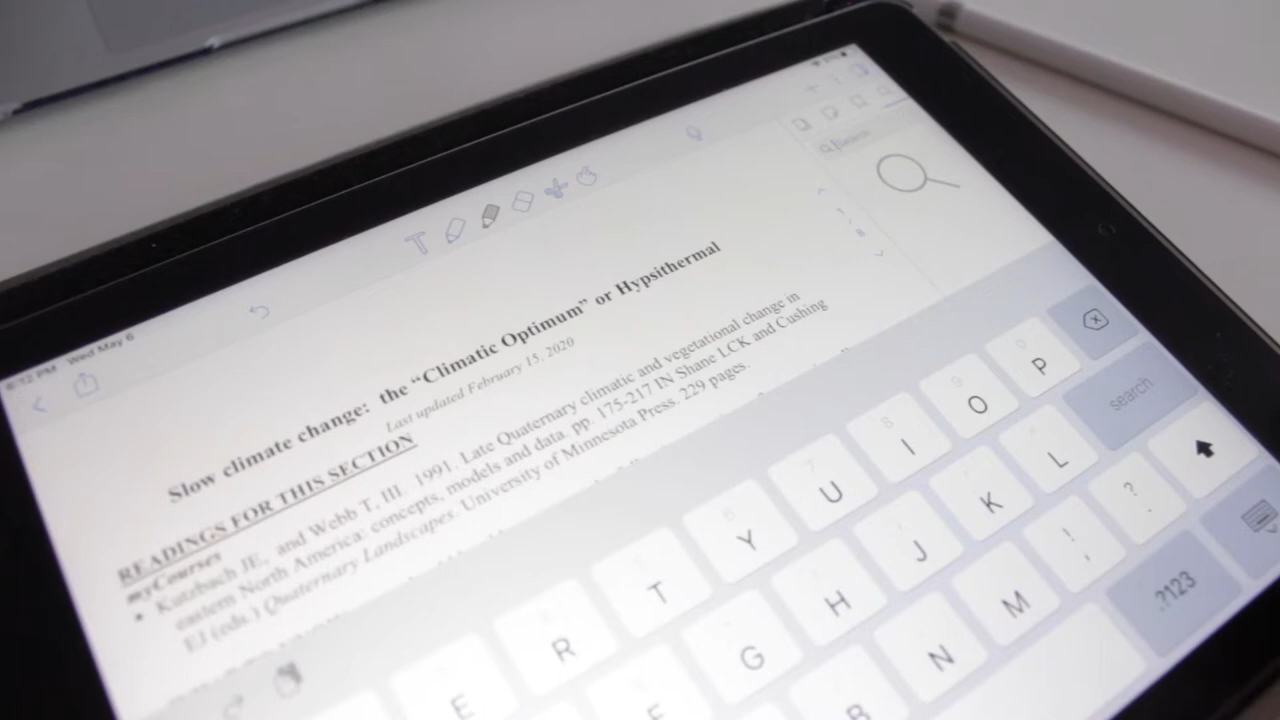 6:12 PM Wed May 6
Search
Slow climate change: the “Climatic Optimum” or Hypsithermal
Last updated February 15, 2020
READINGS FOR THIS SECTION
myCourses
• Kutzbach JE, and Webb T, III. 1991. Late Quaternary climatic and vegetational change in
eastern North America: concepts, models and data. pp. 175-217 IN Shane LCK and Cushing
EJ (eds.) Quaternary Landscapes. University of Minnesota Press. 229 pages.
E R T Y U I O P
F G H J K L search
B N M ! , ? .
.?123